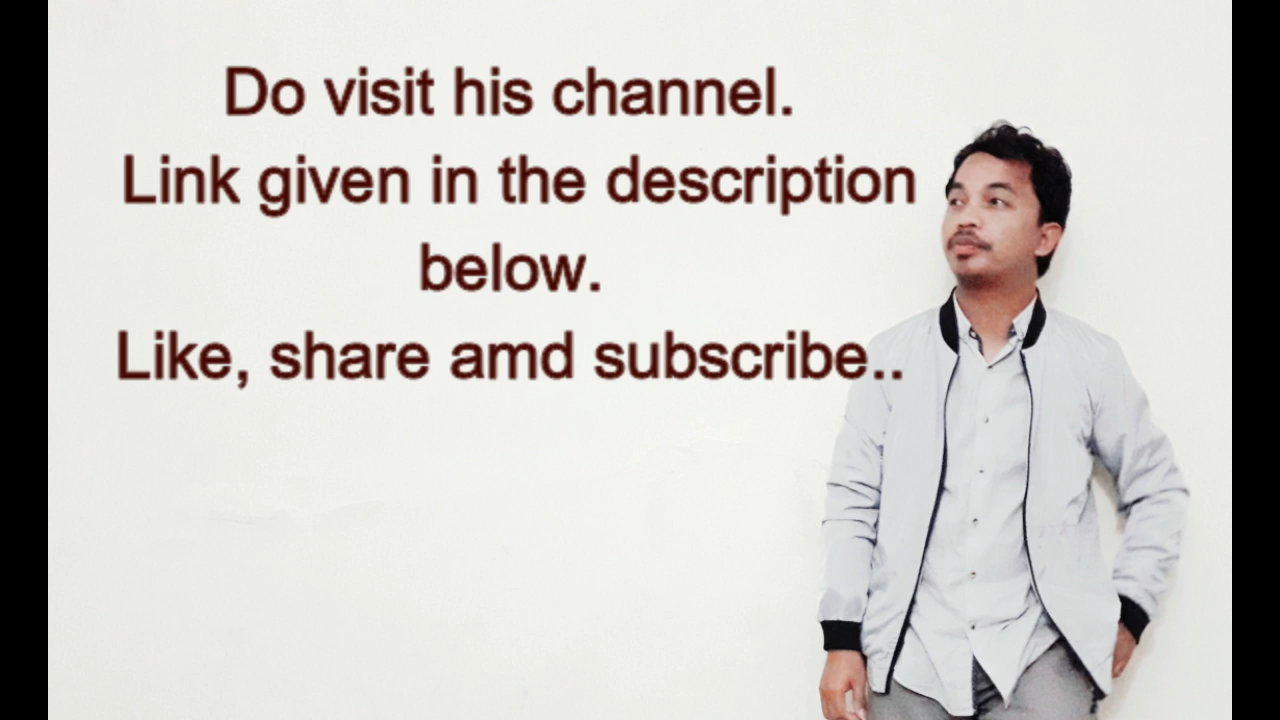 Do visit his channel.
Link given in the description
below.
Like, share amd subscribe..